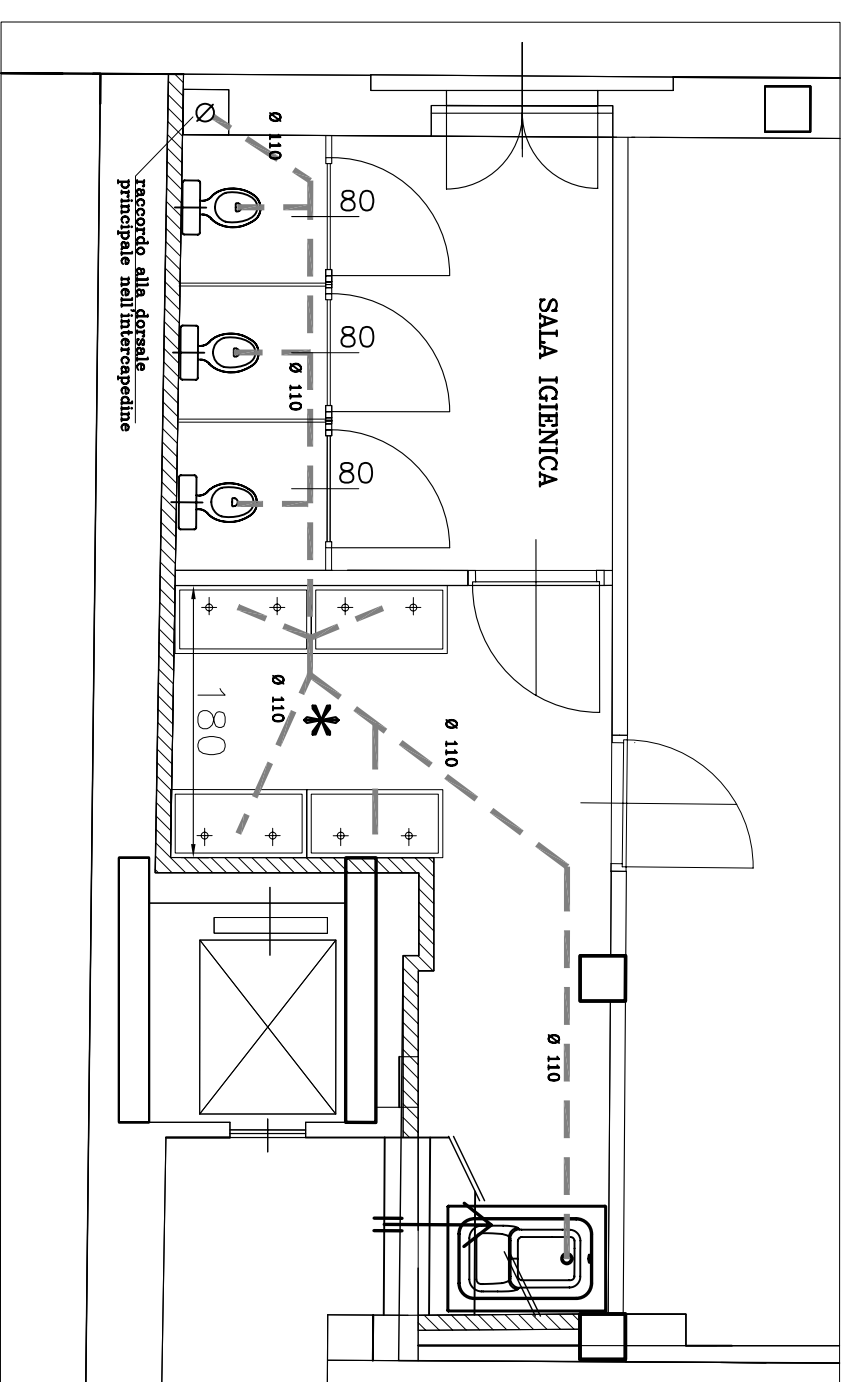 Ø 110
raccordo alla dorsale
principale nell'intercapedine
80
80
80
SALA IGIENICA
Ø 110
180
Ø 110
Ø 110
Ø 110